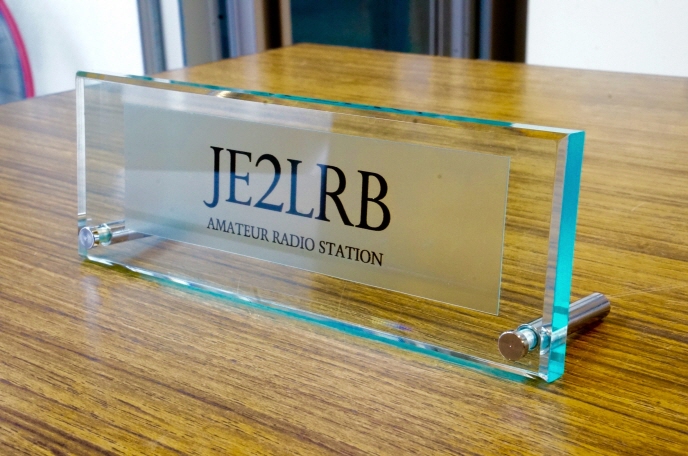 JE2LRB
AMATEUR RADIO STATION